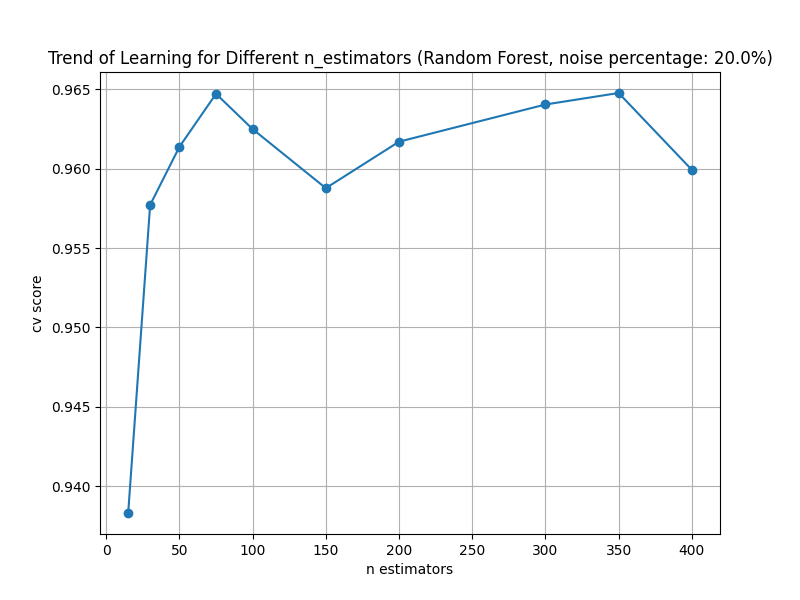 Trend of Learning for Different n_estimators (Random Forest, noise percentage: 20.0%)
0.965
0.960
0.955
0.950
0.945
0.940
cv score
0 50 100 150 200 250 300 350 400
n estimators